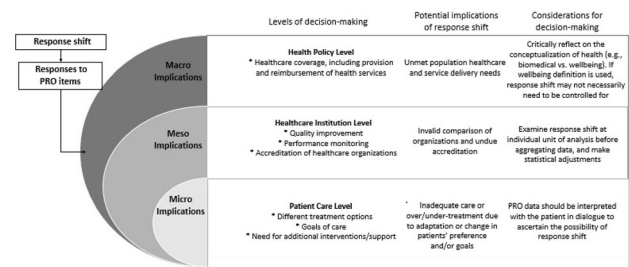 Levels of decision-making
Potential implications
of response shift
Considerations for
decision-making
Response shift
Responses to
PRO items
Macro
Implications
Health Policy Level
* Healthcare coverage, including provision
and reimbursement of health services
Unmet population healthcare
and service delivery needs
Critically reflect on the
conceptualization of health (e.g.,
biomedical vs. wellbeing). If
wellbeing definition is used,
response shift may not necessarily
need to be controlled for
Meso
Implications
Healthcare Institution Level
* Quality improvement
* Performance monitoring
* Accreditation of healthcare organizations
Invalid comparison of
organizations and undue
accreditation
Examine response shift at
individual unit of analysis before
aggregating data, and make
statistical adjustments
Micro
Implications
Patient Care Level
* Different treatment options
* Goals of care
* Need for additional interventions/support
Inadequate care or
over/under-treatment due
to adaptation or change in
patients' preference
and/or goals
PRO data should be interpreted
with the patient in dialogue to
ascertain the possibility of
response shift